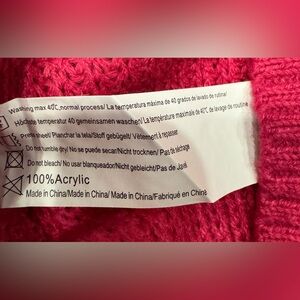 Washing max 40℃,normal process/ La temperatura máxima de 40 grados de lavado de rutina/
Höchste temperatur 40 gemeinsamen waschen/ La température maximale de 40℃ de lavage de routine
Press sheet/ Planchar la tela/Stoff gebügelt/ Vêtement à repasser
Do not tumble dry/ No se puede secar/Nicht trocknen/ Pas de séchage
Do not bleach/ No usar blanqueador/Nicht gebleicht/Pas de Javel
100%Acrylic
Made in China/Made in China/ Made in China/Fabriqué en Chine